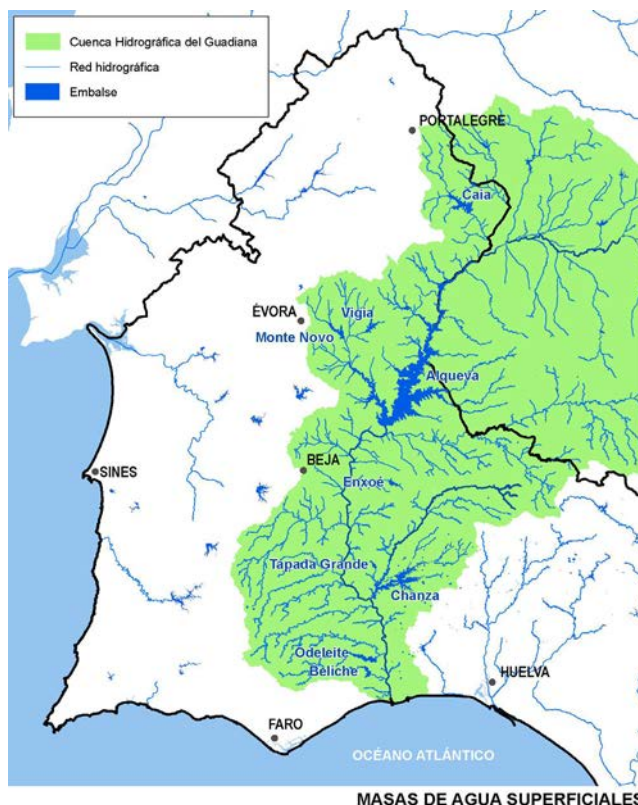 Cuenca Hidrográfica del Guadiana
Red hidrográfica
Embalse
PORTALEGRE
Caia
ÉVORA
Vigia
Monte Novo
Alqueva
SINES
BEJA
Enxoé
Tapada Grande
Chanza
Odeleite
Beliche
HUELVA
FARO
OCÉANO ATLÁNTICO
MASAS DE AGUA SUPERFICIALES